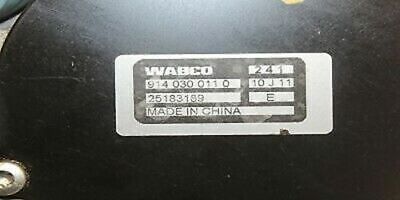 WABCO 241
914 030 011 0 10 J 11
25183189 E
MADE IN CHINA